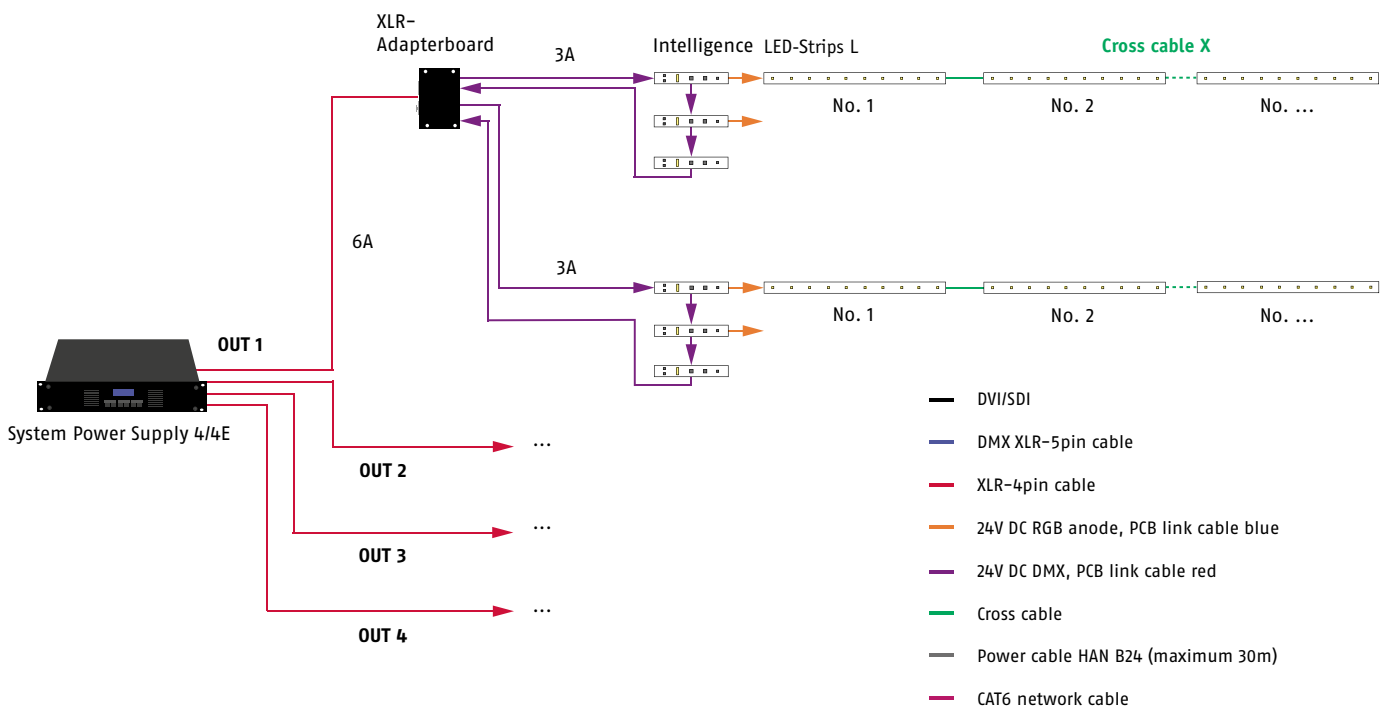 XLR-
Adapterboard
3A
Intelligence
LED-Strips L
Cross cable X
No. 1
No. 2
No. ...
6A
3A
No. 1
No. 2
No. ...
OUT 1
System Power Supply 4/4E
...
OUT 2
...
OUT 3
...
OUT 4
DVI/SDI
DMX XLR-5pin cable
XLR-4pin cable
24V DC RGB anode, PCB link cable blue
24V DC DMX, PCB link cable red
Cross cable
Power cable HAN B24 (maximum 30m)
CAT6 network cable